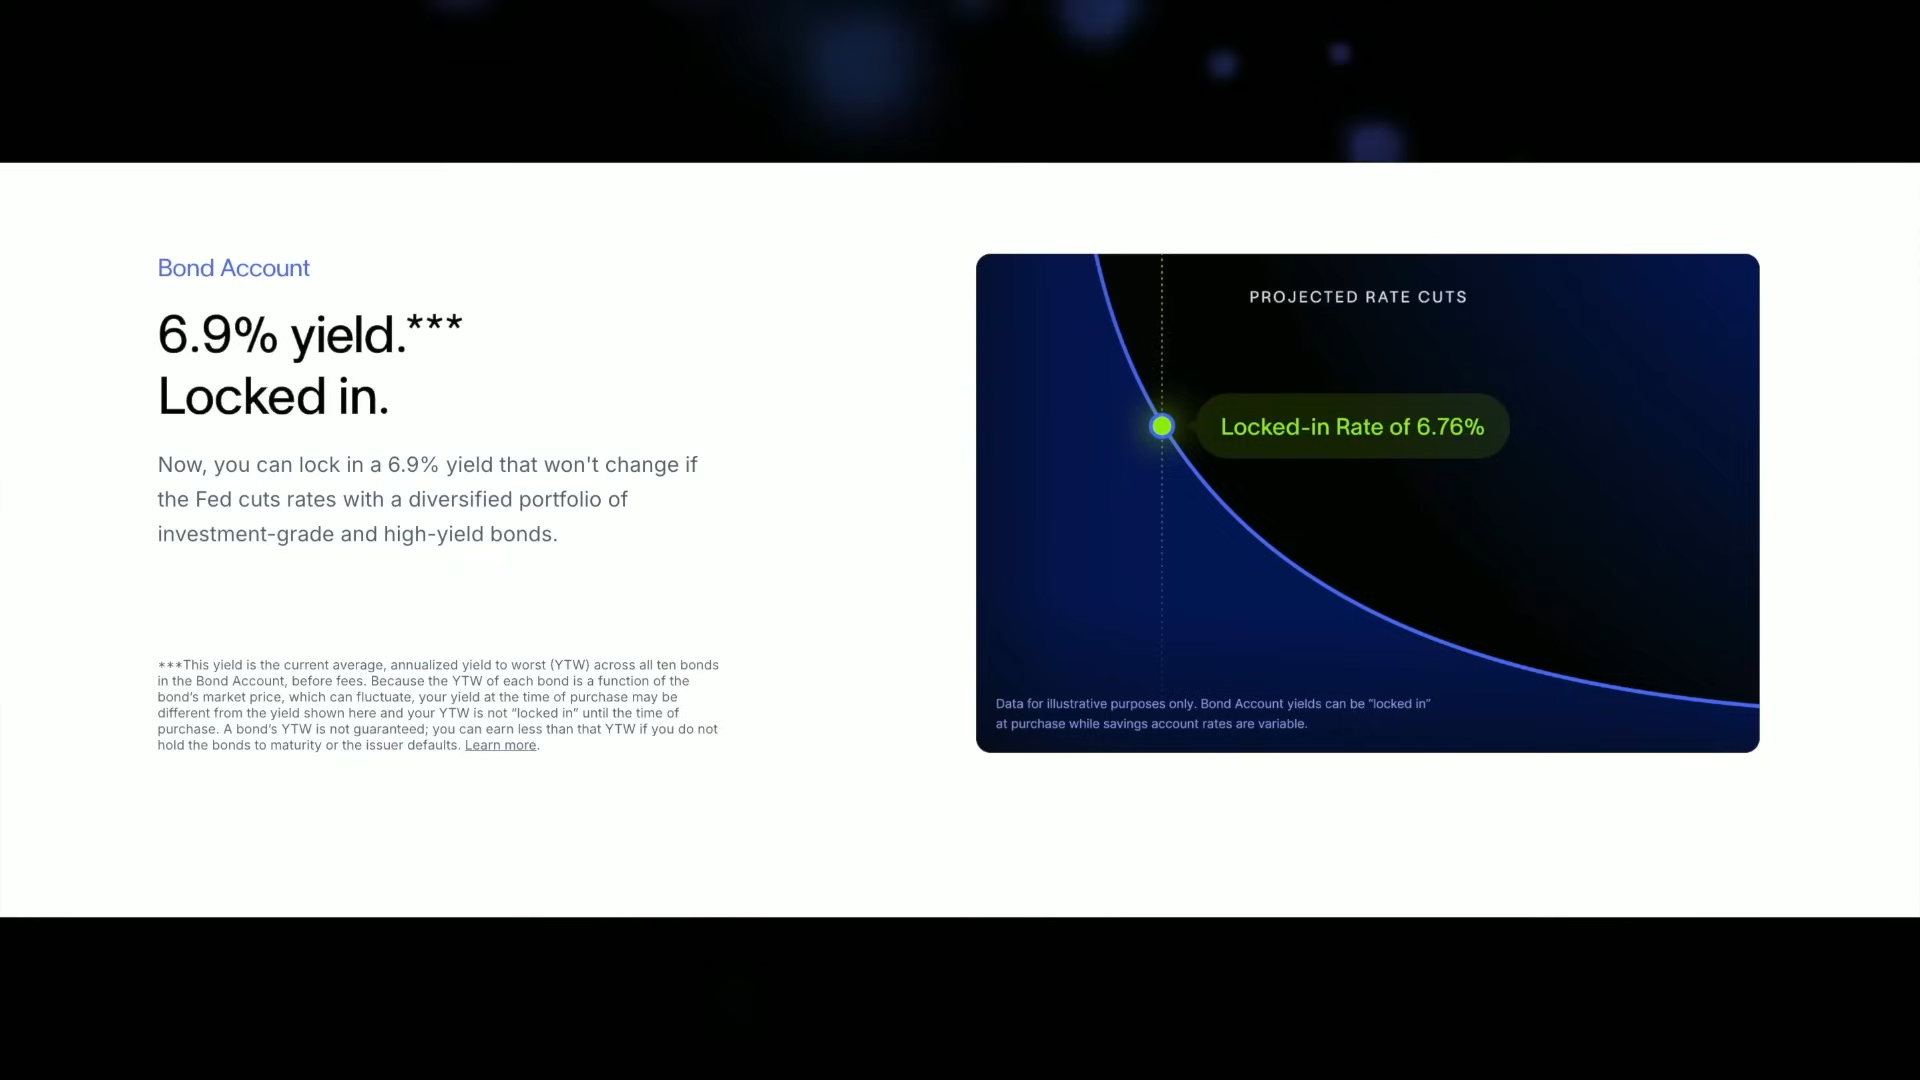 Bond Account
6.9% yield.***
Locked in.
Now, you can lock in a 6.9% yield that won't change if
the Fed cuts rates with a diversified portfolio of
investment-grade and high-yield bonds.
***This yield is the current average, annualized yield to worst (YTW) across all ten bonds
in the Bond Account, before fees. Because the YTW of each bond is a function of the
bond’s market price, which can fluctuate, your yield at the time of purchase may be
different from the yield shown here and your YTW is not “locked in” until the time of
purchase. A bond’s YTW is not guaranteed; you can earn less than that YTW if you do not
hold the bonds to maturity or the issuer defaults. Learn more.
PROJECTED RATE CUTS
Locked-in Rate of 6.76%
Data for illustrative purposes only. Bond Account yields can be “locked in”
at purchase while savings account rates are variable.